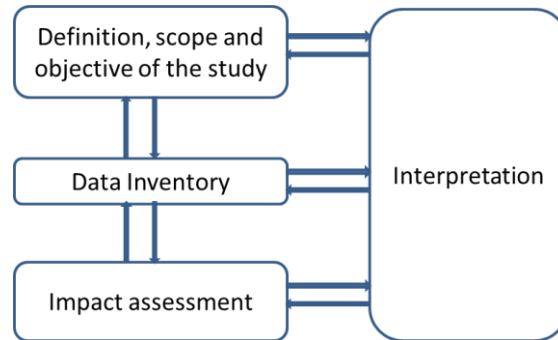 Definition, scope and
objective of the study
Data Inventory
Interpretation
Impact assessment